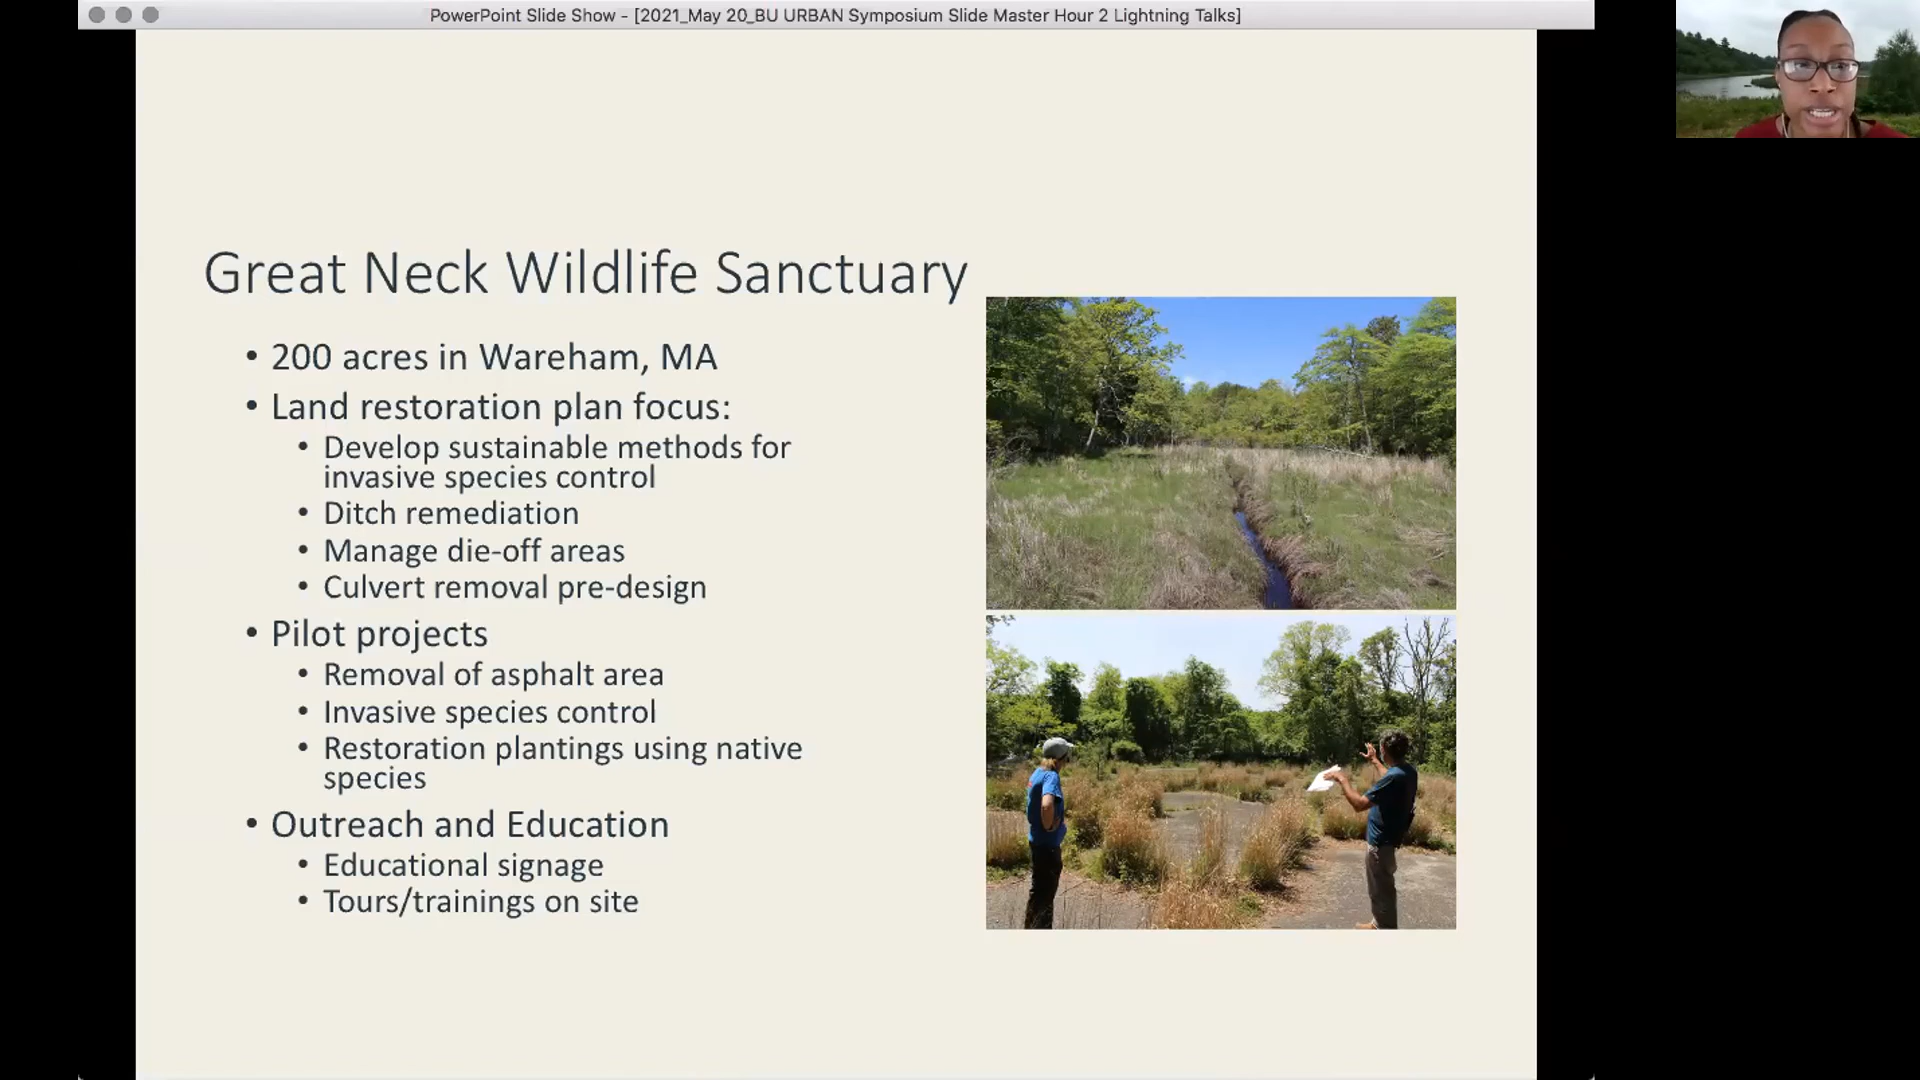 PowerPoint Slide Show - [2021_May 20_BU URBAN Symposium Slide Master Hour 2 Lightning Talks]
Great Neck Wildlife Sanctuary
• 200 acres in Wareham, MA
• Land restoration plan focus:
• Develop sustainable methods for
invasive species control
• Ditch remediation
• Manage die-off areas
• Culvert removal pre-design
• Pilot projects
• Removal of asphalt area
• Invasive species control
• Restoration plantings using native
species
• Outreach and Education
• Educational signage
• Tours/trainings on site